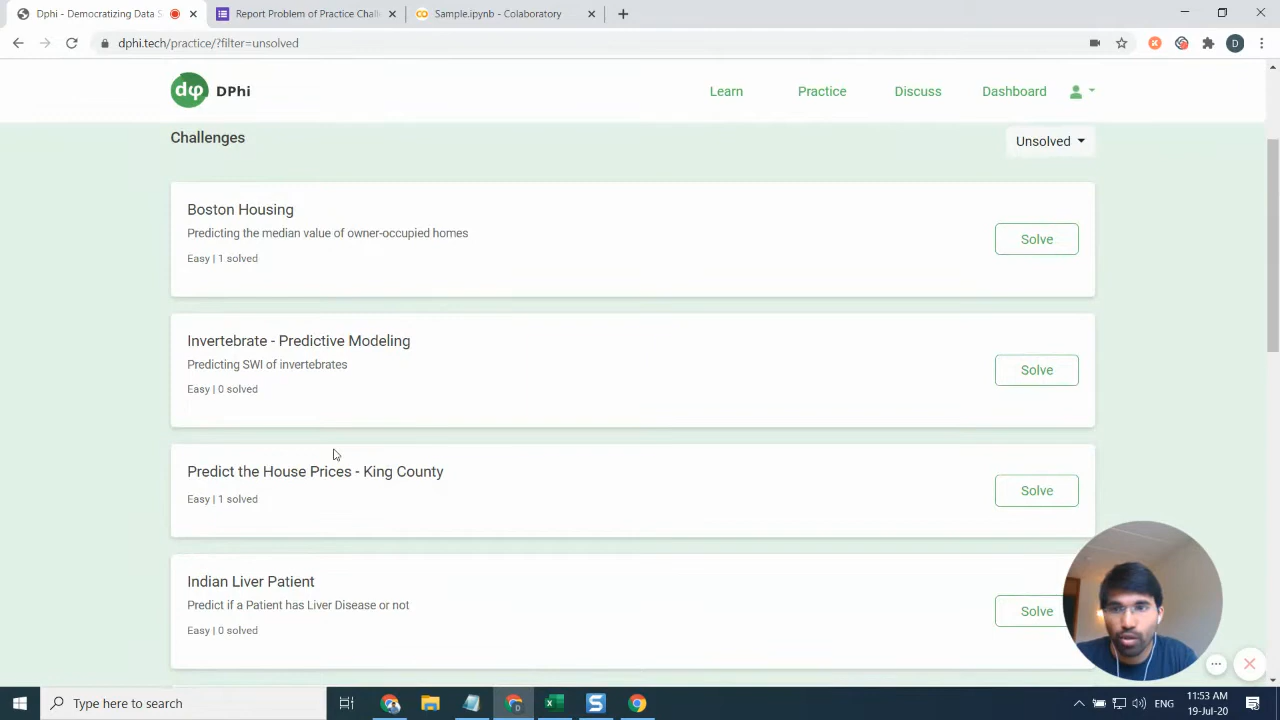 Dphi - Democratizing Data S
Report Problem of Practice Chall
Sample.ipynb - Colaboratory
dphi.tech/practice/?filter=unsolved
D
dφ DPhi
Learn
Practice
Discuss
Dashboard
Challenges
Unsolved
Boston Housing
Predicting the median value of owner-occupied homes
Easy | 1 solved
Solve
Invertebrate - Predictive Modeling
Predicting SWI of invertebrates
Easy | 0 solved
Solve
Predict the House Prices - King County
Easy | 1 solved
Solve
Indian Liver Patient
Predict if a Patient has Liver Disease or not
Easy | 0 solved
Solve
Type here to search
ENG
11:53 AM
19-Jul-20